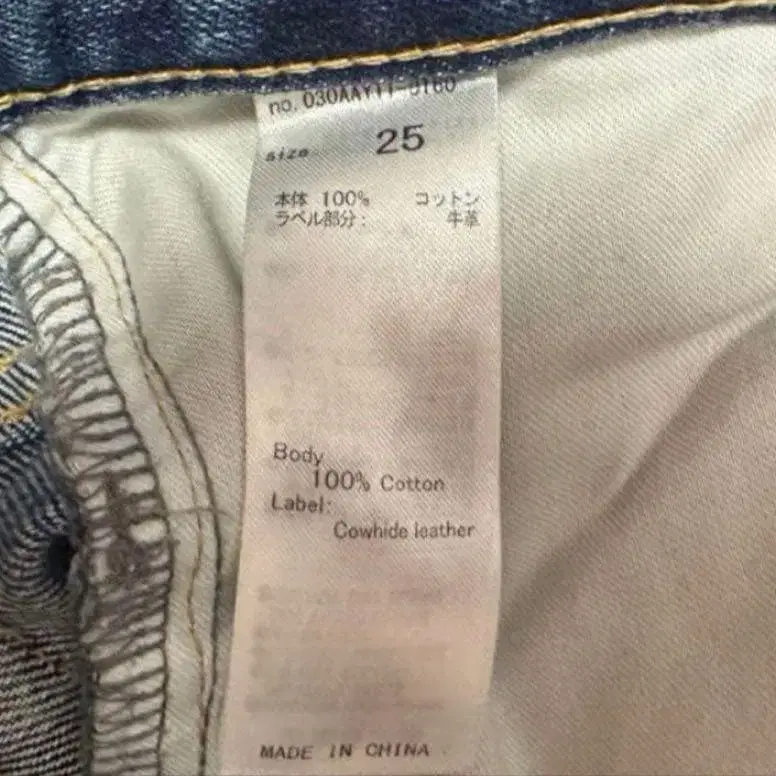 no. 030AAY11-5160
size 25
本体 100% コットン
ラベル部分: 牛革
Body
100% Cotton
Label:
Cowhide leather
MADE IN CHINA